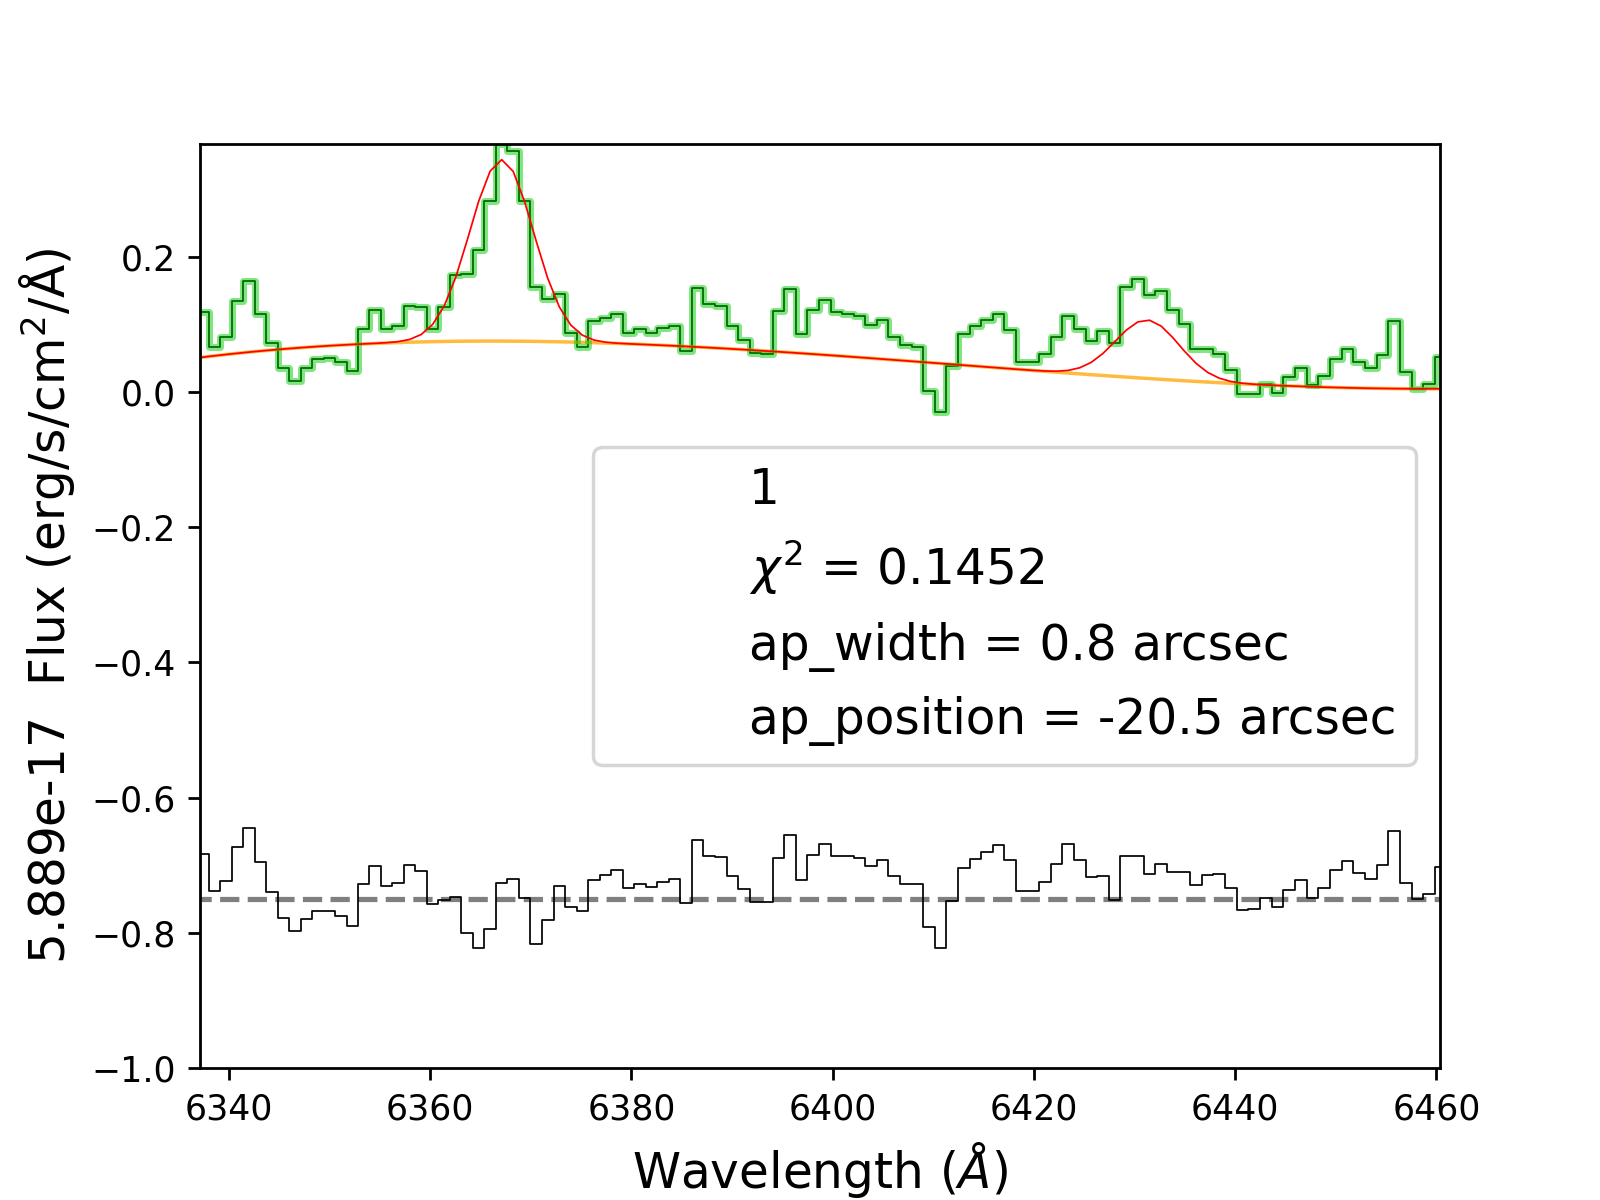 5.889e-17 Flux (erg/s/cm²/Å)
0.2
0.0
−0.2
−0.4
−0.6
−0.8
−1.0
1
χ² = 0.1452
ap_width = 0.8 arcsec
ap_position = -20.5 arcsec
6340 6360 6380 6400 6420 6440 6460
Wavelength (Å)